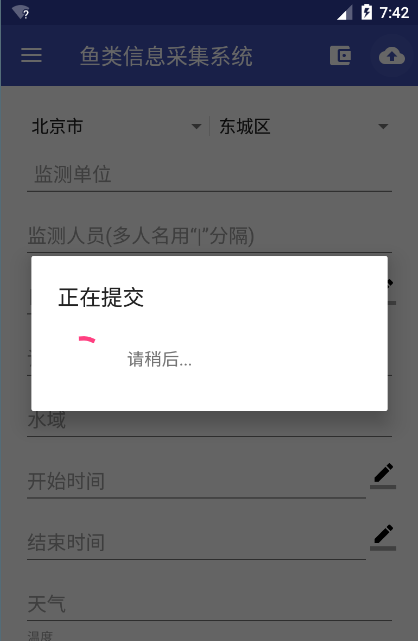 7:42
鱼类信息采集系统
北京市 东城区
监测单位
监测人员(多人名用“|”分隔)
正在提交
请稍后...
水域
开始时间
结束时间
天气
温度